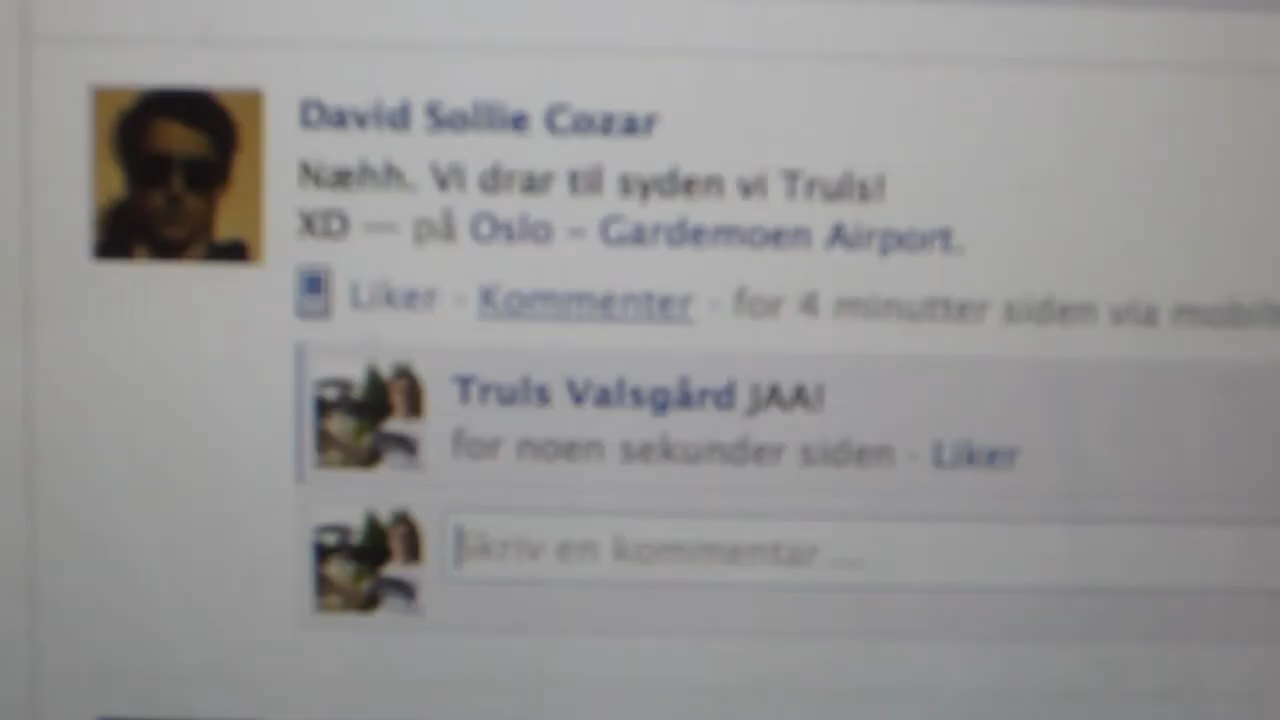 David Sollie Cozar
Næhh. Vi drar til syden vi Truls!
XD — på Oslo - Gardemoen Airport.
Liker · Kommenter · for 4 minutter siden via
Truls Valsgård JAA!
for noen sekunder siden · Liker
Skriv en kommentar ...